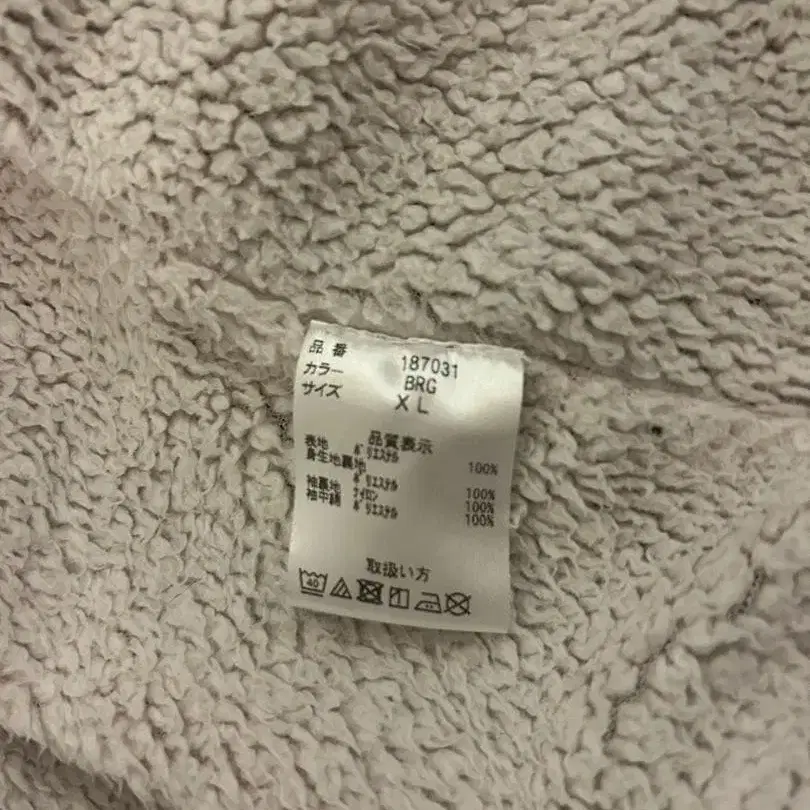 品番 187031
カラー BRG
サイズ XL
品質表示
表地 ポリエステル 100%
身生地裏地 ポリエステル 100%
袖裏地 ナイロン 100%
袖中綿 ポリエステル 100%
取扱い方
40